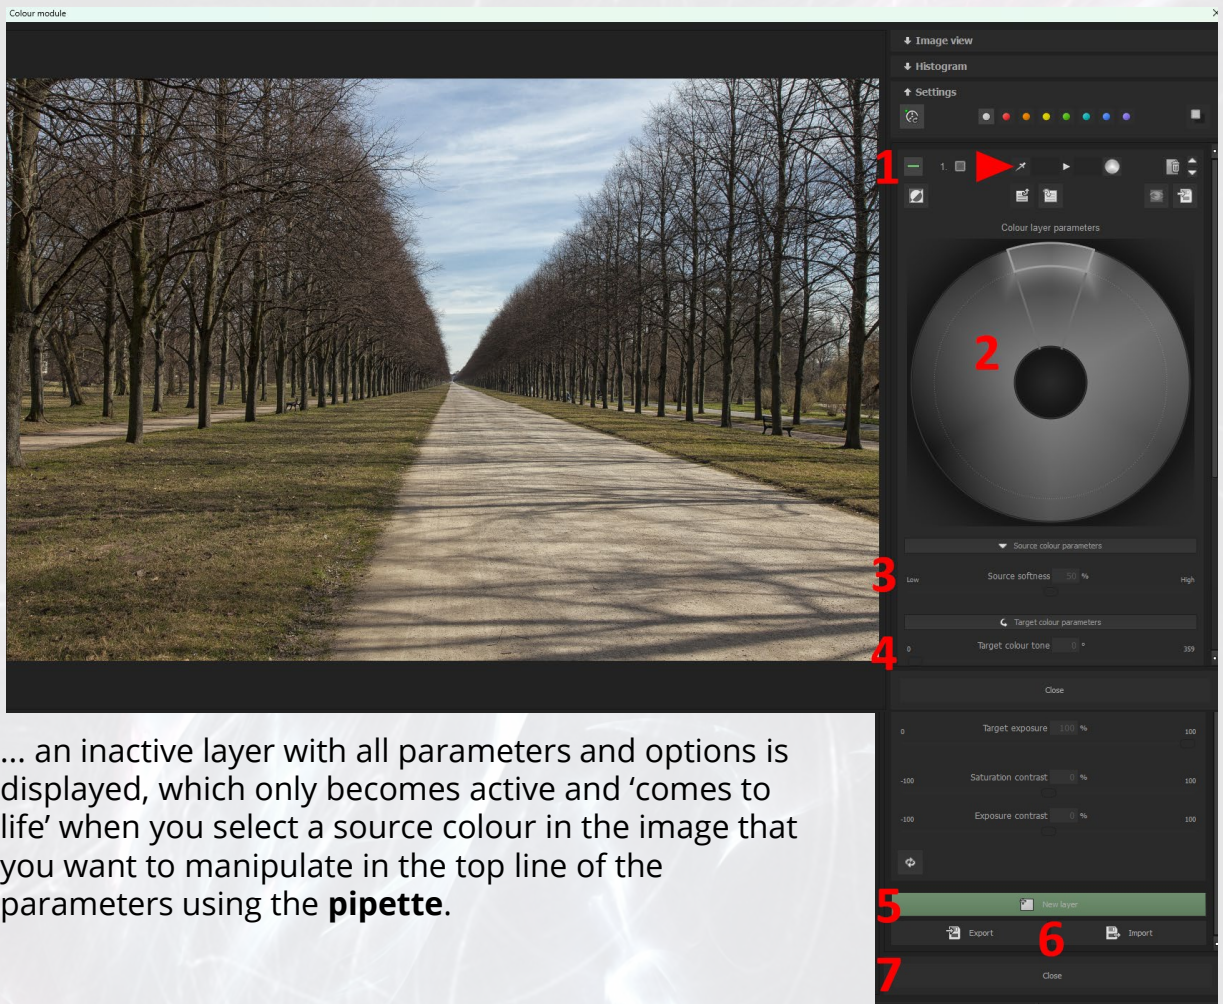 Colour module
Image view
Histogram
Settings
1 1.
Colour layer parameters
2
Source colour parameters
3 Low Source softness 50 % High
Target colour parameters
4 0 Target colour tone 0 ° 359
Close
0 Target exposure 100 % 100
-100 Saturation contrast 0 % 100
-100 Exposure contrast 0 % 100
5 New layer
Export 6 Import
7 Close
... an inactive layer with all parameters and options is
displayed, which only becomes active and ‘comes to
life’ when you select a source colour in the image that
you want to manipulate in the top line of the
parameters using the pipette.